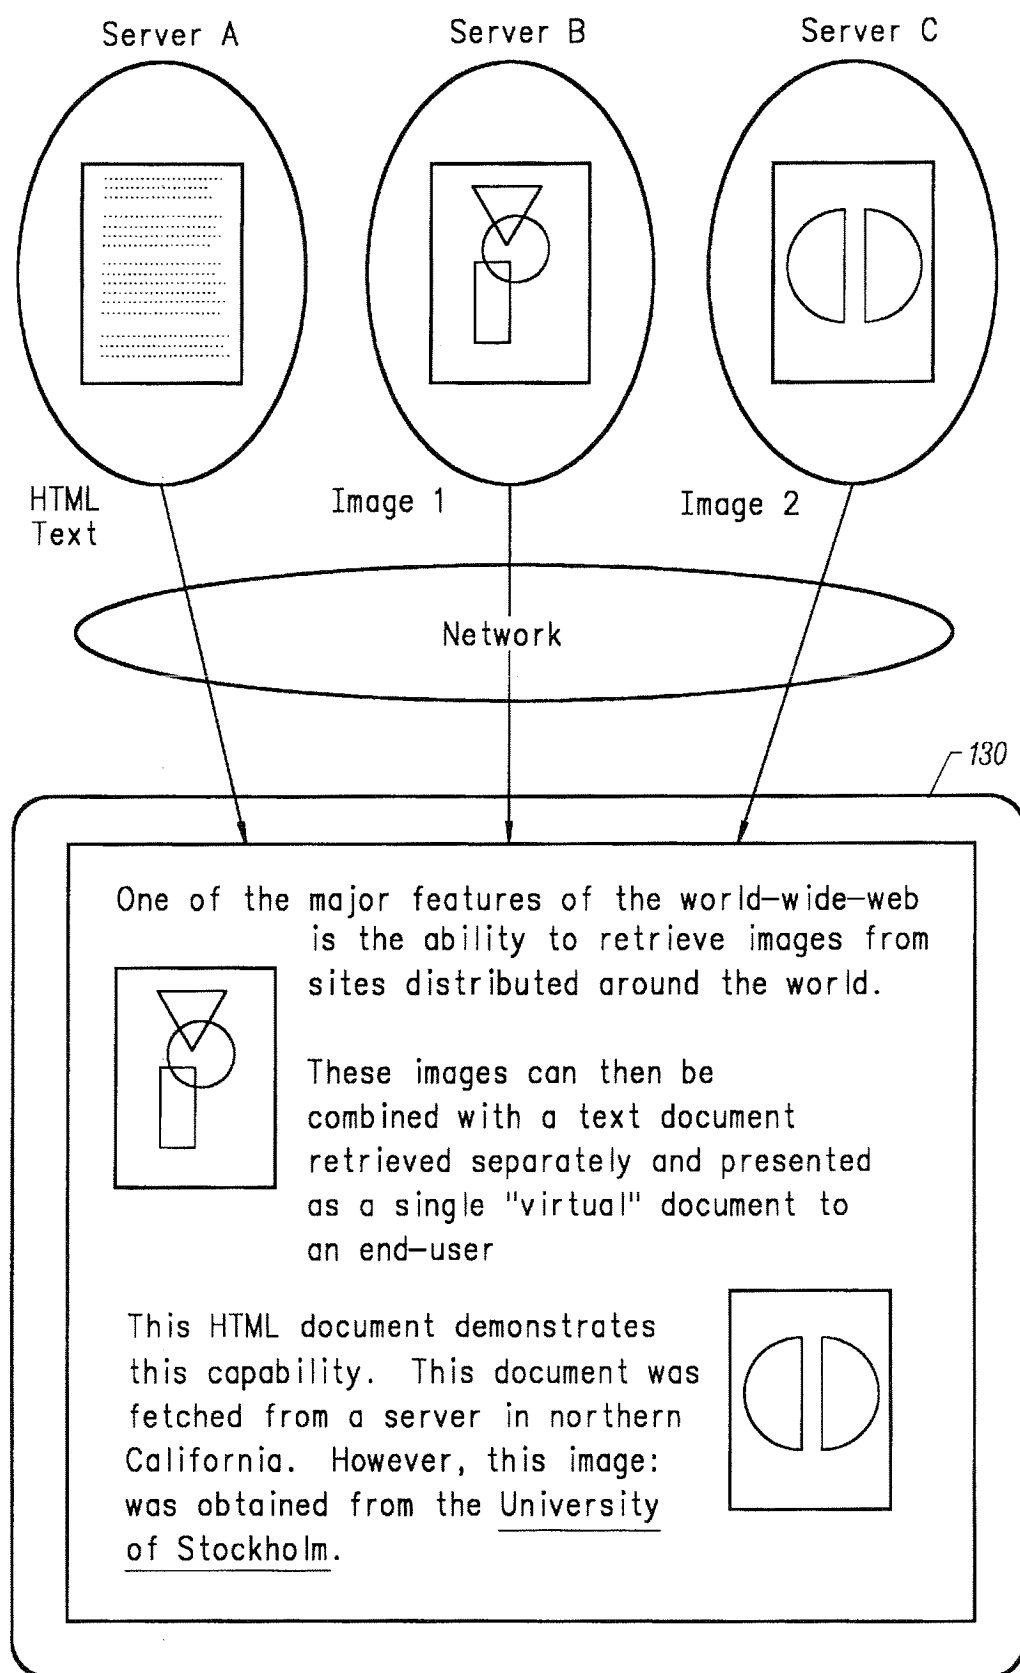 Server A
Server B
Server C
HTML
Text
Image 1
Image 2
Network
130
One of the major features of the world-wide-web
is the ability to retrieve images from
sites distributed around the world.
These images can then be
combined with a text document
retrieved separately and presented
as a single "virtual" document to
an end-user
This HTML document demonstrates
this capability. This document was
fetched from a server in northern
California. However, this image:
was obtained from the University
of Stockholm.